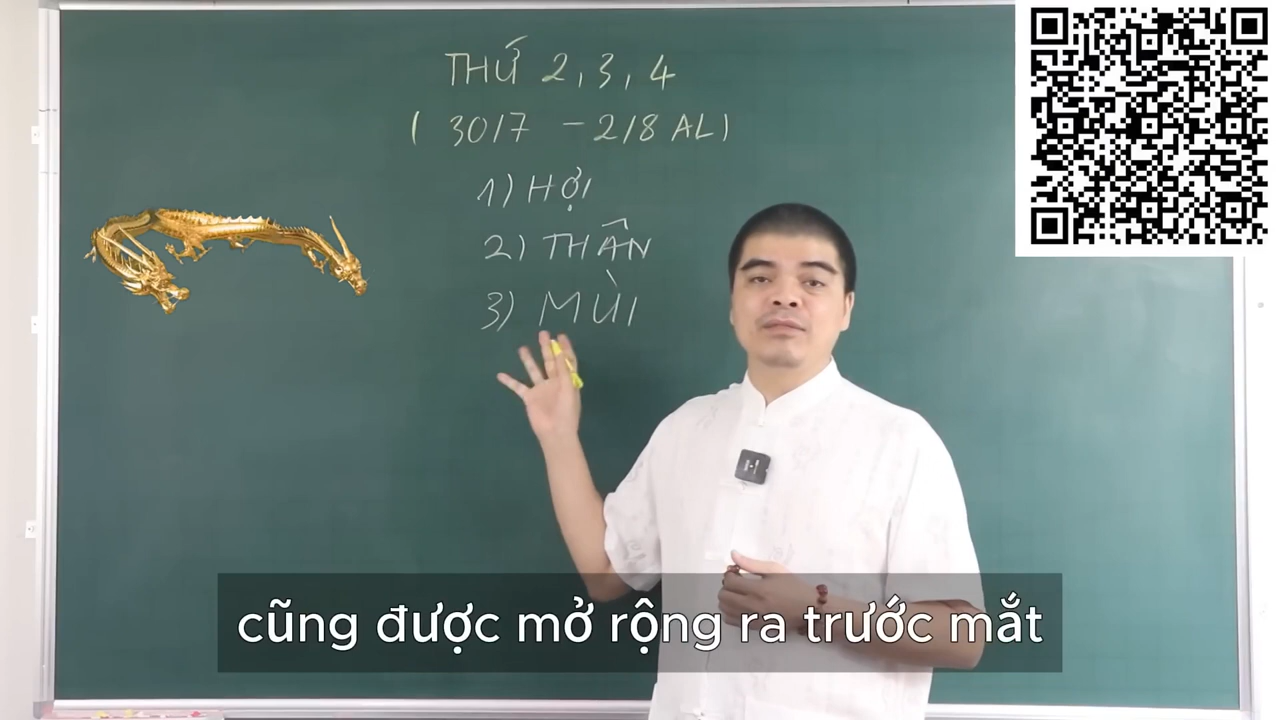 THỨ 2, 3, 4
( 30/7 - 2/8 AL)
1) HỢI
2) THÂN
3) MÙI
cũng được mở rộng ra trước mắt